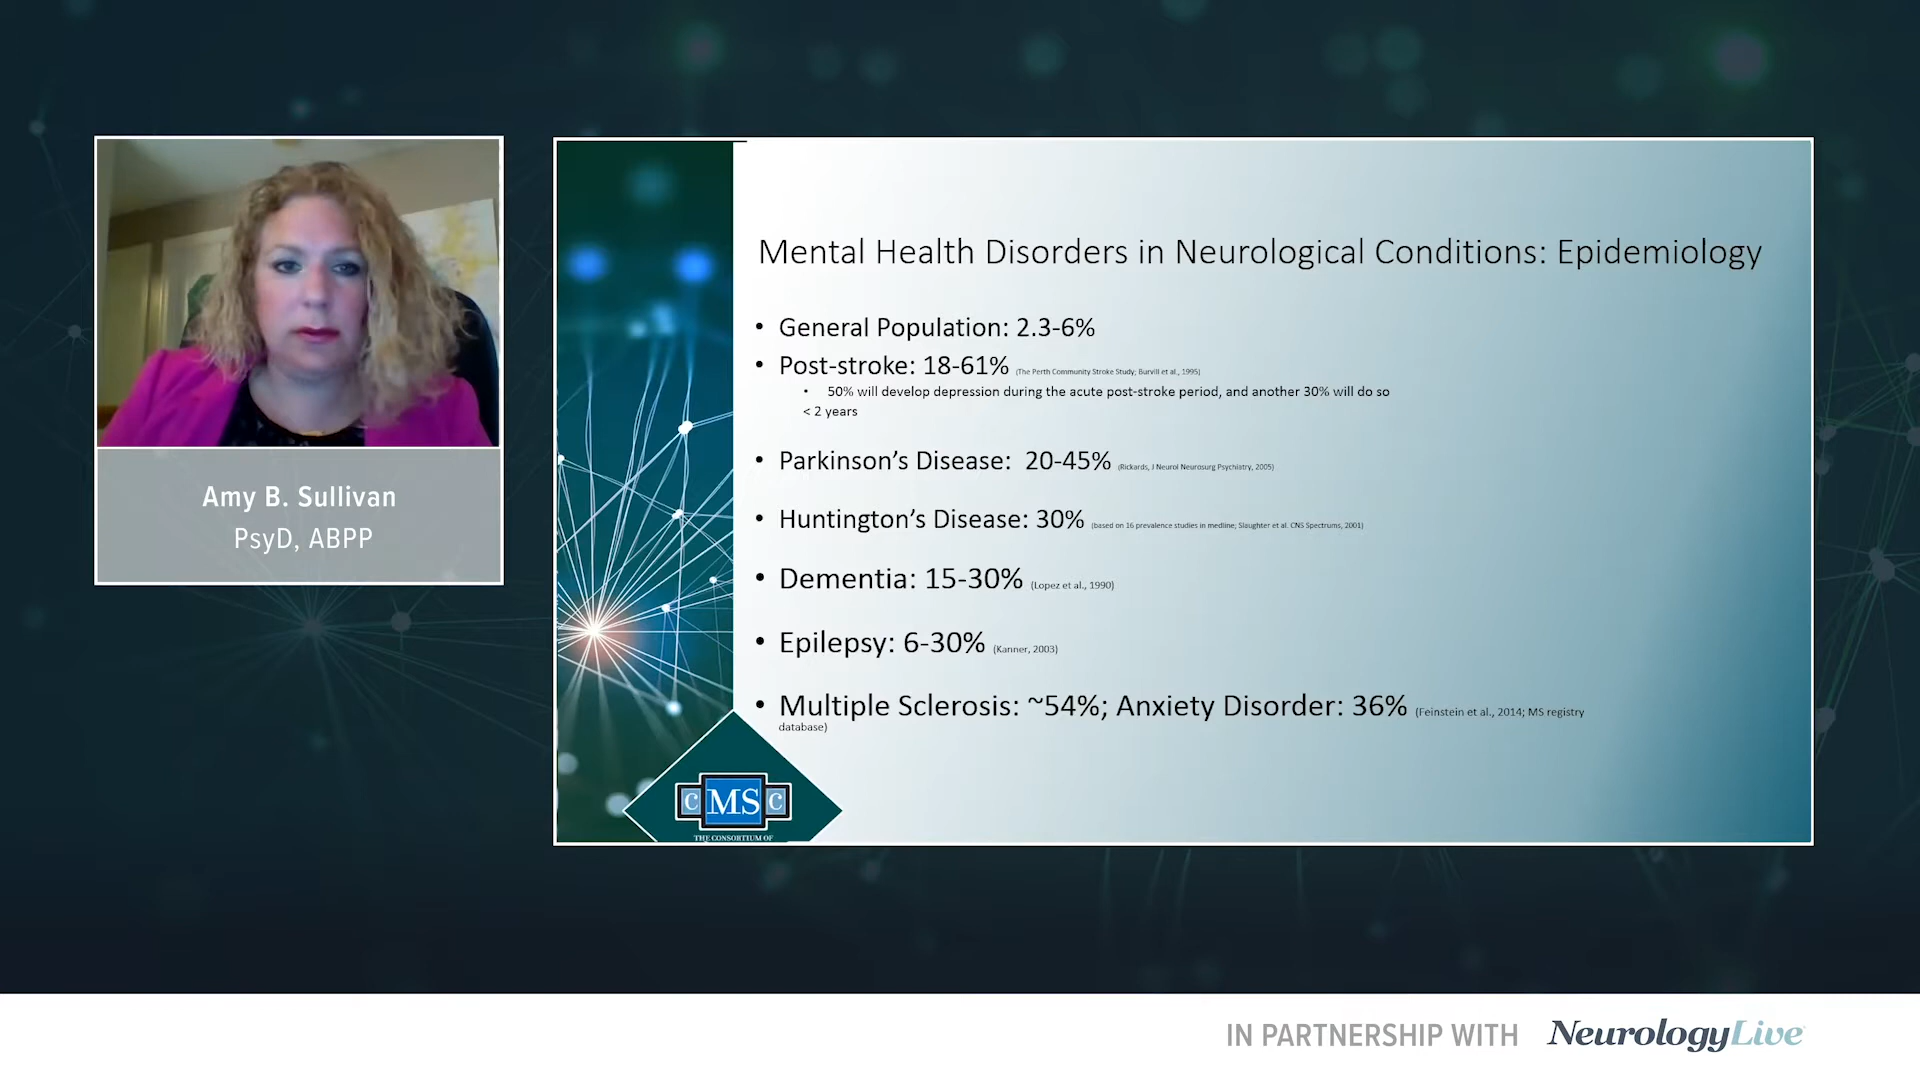 Amy B. Sullivan
PsyD, ABPP
Mental Health Disorders in Neurological Conditions: Epidemiology
• General Population: 2.3-6%
• Post-stroke: 18-61% (The Perth Community Stroke Study; Burvill et al., 1995)
• 50% will develop depression during the acute post-stroke period, and another 30% will do so
< 2 years
• Parkinson’s Disease: 20-45% (Rickards, J Neurol Neurosurg Psychiatry, 2005)
• Huntington’s Disease: 30% (based on 16 prevalence studies in medline; Slaughter et al. CNS Spectrums, 2001)
• Dementia: 15-30% (Lopez et al., 1990)
• Epilepsy: 6-30% (Kanner, 2003)
• Multiple Sclerosis: ~54%; Anxiety Disorder: 36% (Feinstein et al., 2014; MS registry
database)
C MS C
THE CONSORTIUM OF
IN PARTNERSHIP WITH NeurologyLive